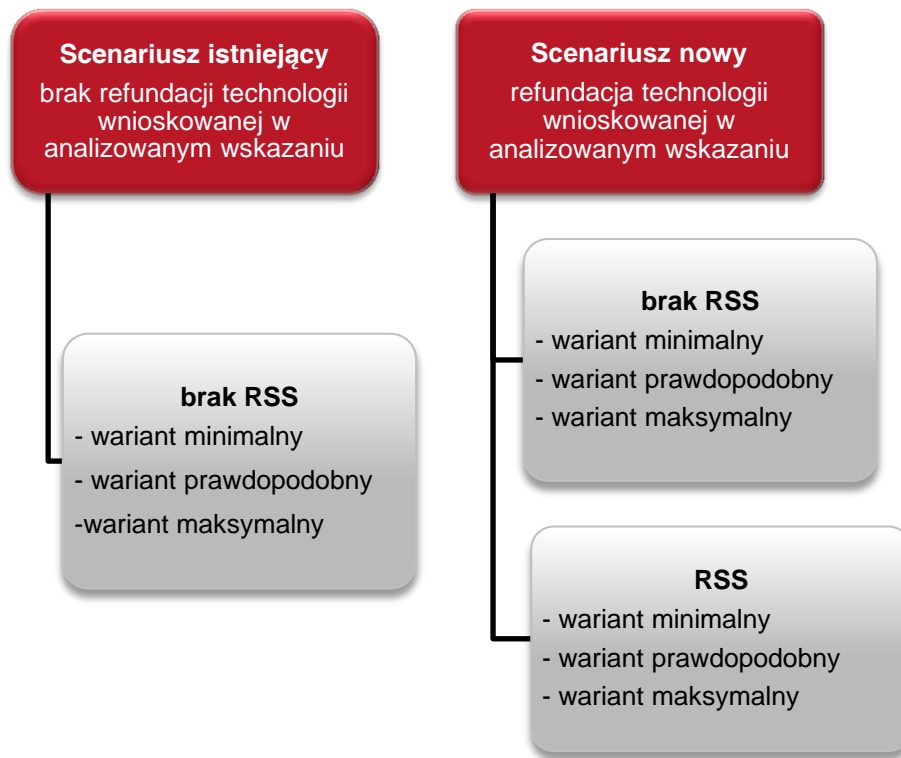 Scenariusz istniejący
brak refundacji technologii
wnioskowanej w
analizowanym wskazaniu
brak RSS
- wariant minimalny
- wariant prawdopodobny
-wariant maksymalny
Scenariusz nowy
refundacja technologii
wnioskowanej w
analizowanym wskazaniu
brak RSS
- wariant minimalny
- wariant prawdopodobny
- wariant maksymalny
RSS
- wariant minimalny
- wariant prawdopodobny
- wariant maksymalny